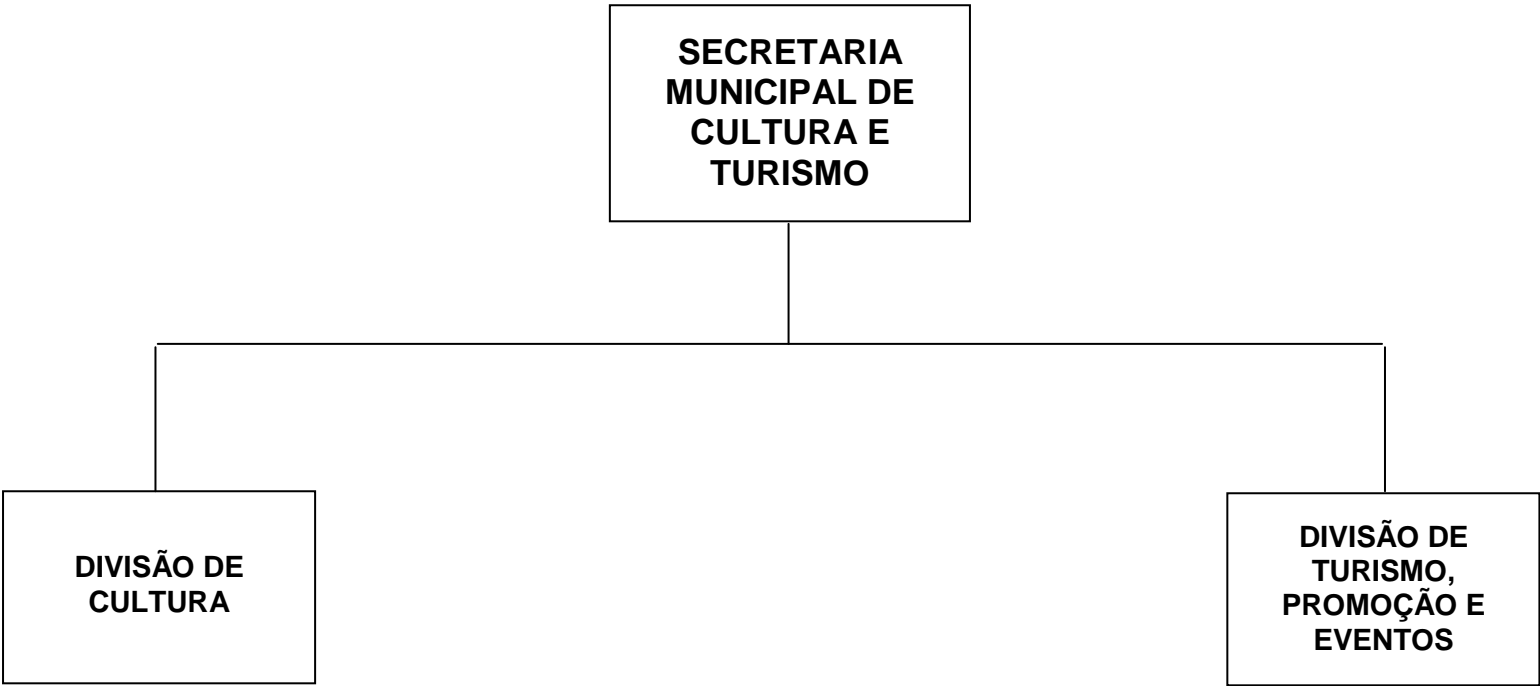 SECRETARIA
MUNICIPAL DE
CULTURA E
TURISMO
DIVISÃO DE
CULTURA
DIVISÃO DE
TURISMO,
PROMOÇÃO E
EVENTOS